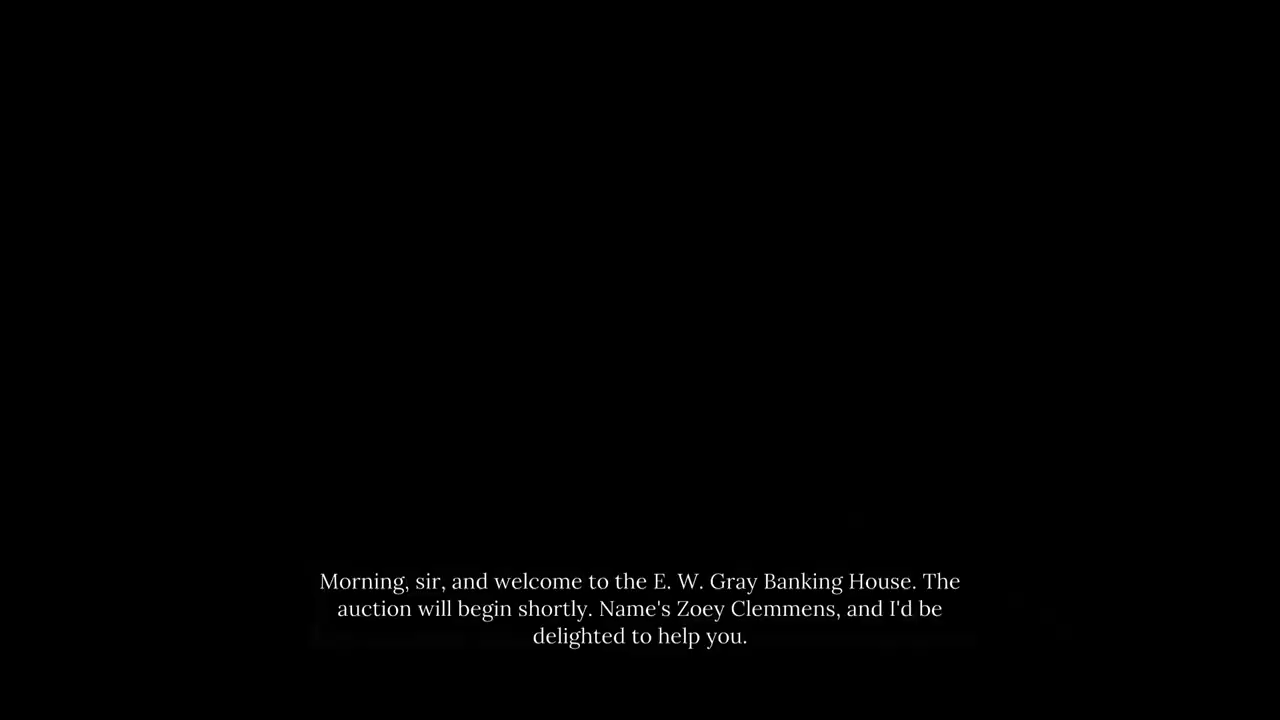 Morning, sir, and welcome to the E. W. Gray Banking House. The
auction will begin shortly. Name's Zoey Clemmens, and I'd be
delighted to help you.